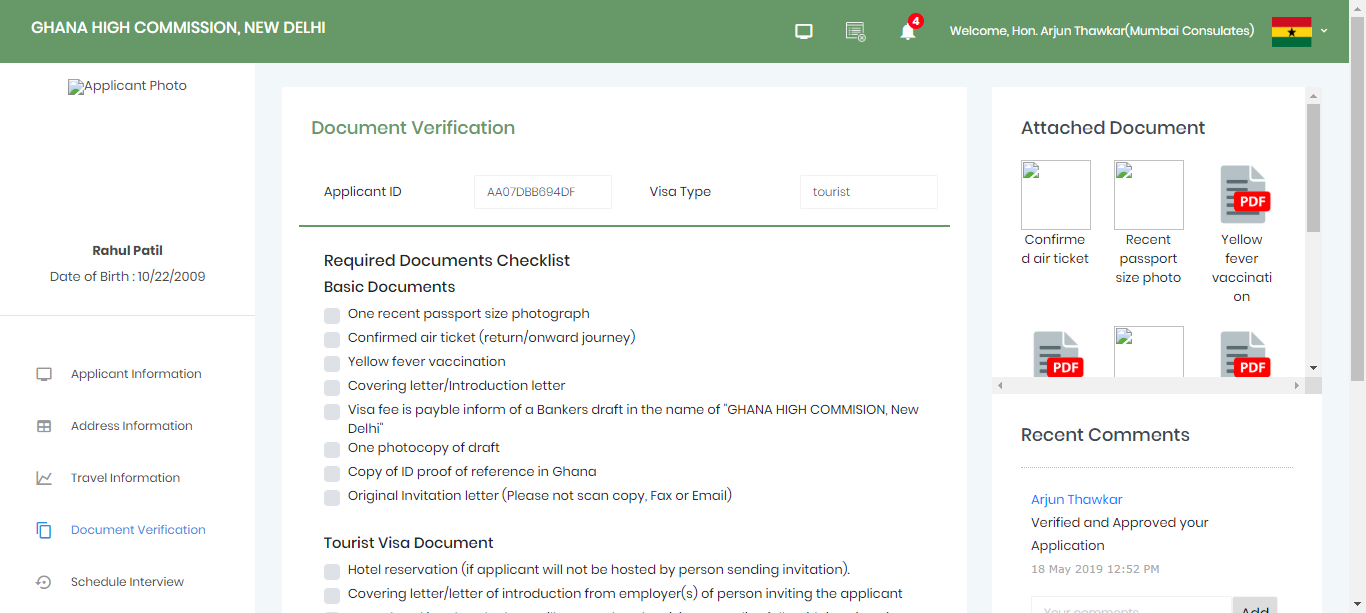 GHANA HIGH COMMISSION, NEW DELHI
4
Welcome, Hon. Arjun Thawkar(Mumbai Consulates)
Applicant Photo
Rahul Patil
Date of Birth : 10/22/2009
Applicant Information
Address Information
Travel Information
Document Verification
Schedule Interview
Document Verification
Applicant ID
AA07DBB694DF
Visa Type
tourist
Required Documents Checklist
Basic Documents
One recent passport size photograph
Confirmed air ticket (return/onward journey)
Yellow fever vaccination
Covering letter/Introduction letter
Visa fee is payble inform of a Bankers draft in the name of "GHANA HIGH COMMISION, New
Delhi"
One photocopy of draft
Copy of ID proof of reference in Ghana
Original Invitation letter (Please not scan copy, Fax or Email)
Tourist Visa Document
Hotel reservation (if applicant will not be hosted by person sending invitation).
Covering letter/letter of introduction from employer(s) of person inviting the applicant
Attached Document
PDF
Confirme
d air ticket
Recent
passport
size photo
Yellow
fever
vaccinati
on
PDF
PDF
Recent Comments
Arjun Thawkar
Verified and Approved your
Application
18 May 2019 12:52 PM
Your comments
Add